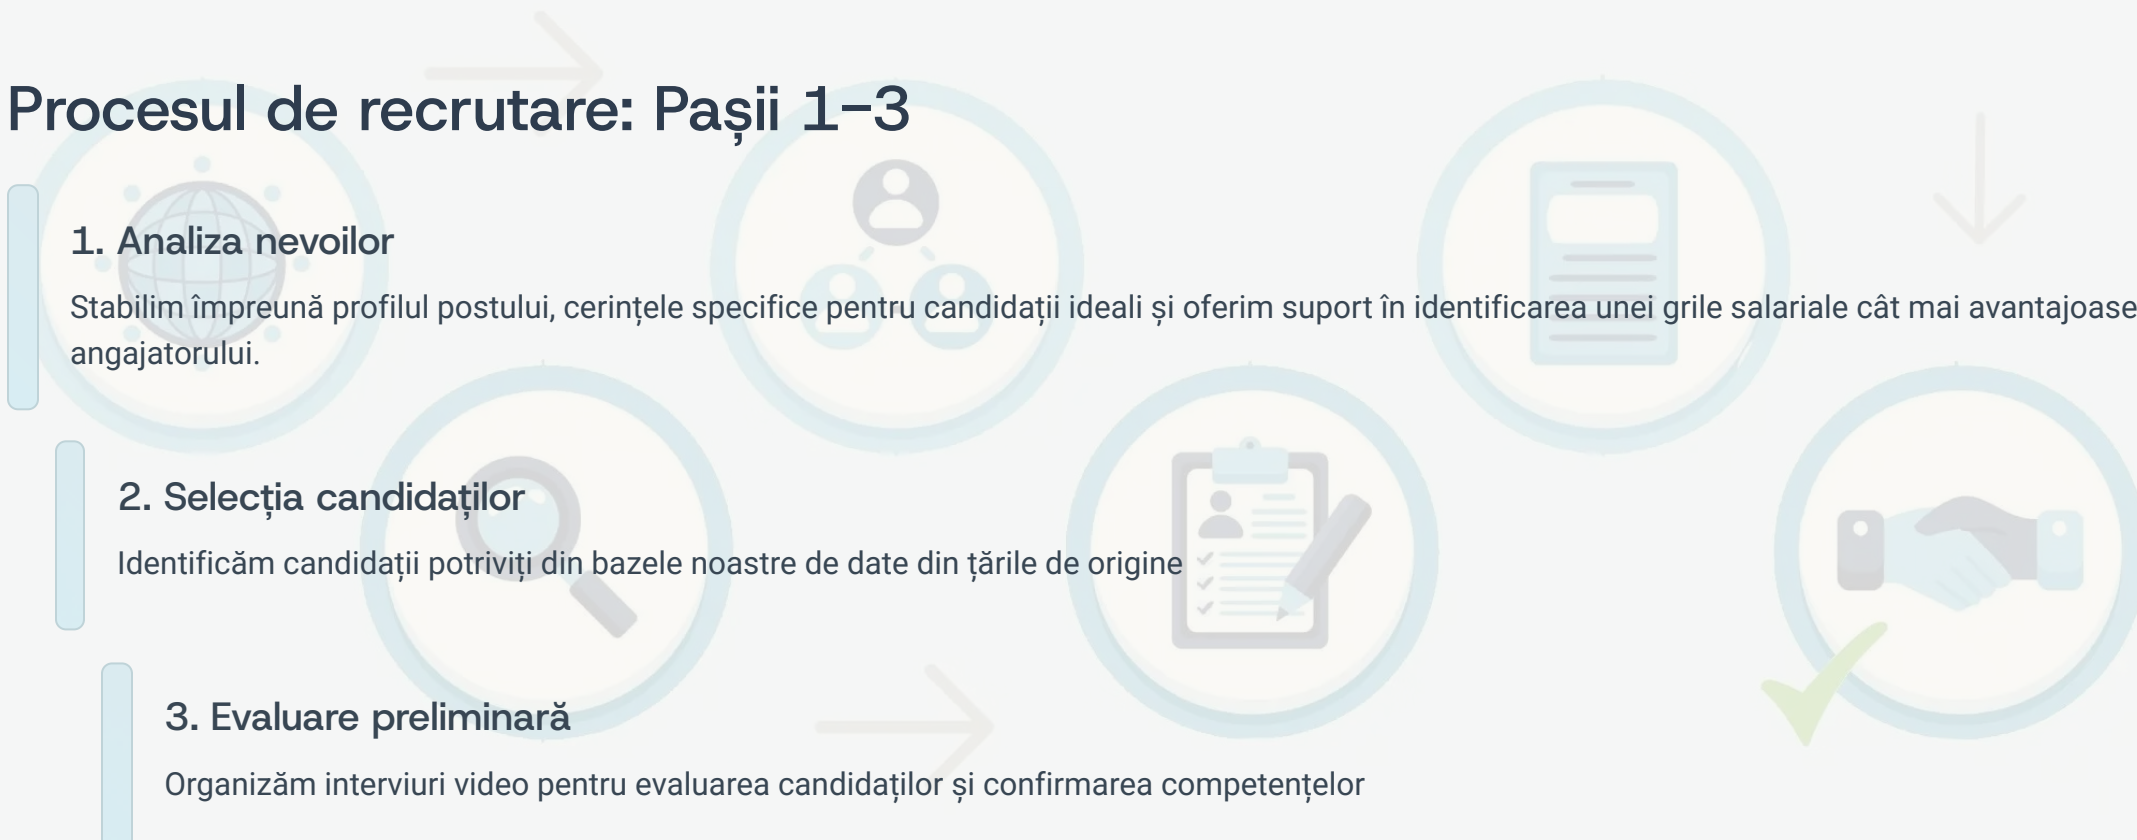 Procesul de recrutare: Pașii 1–3
1. Analiza nevoilor
Stabilim împreună profilul postului, cerințele specifice pentru candidații ideali și oferim suport în identificarea unei grile salariale cât mai avantajoase
angajatorului.
2. Selecția candidaților
Identificăm candidații potriviți din bazele noastre de date din țările de origine
3. Evaluare preliminară
Organizăm interviuri video pentru evaluarea candidaților și confirmarea competențelor